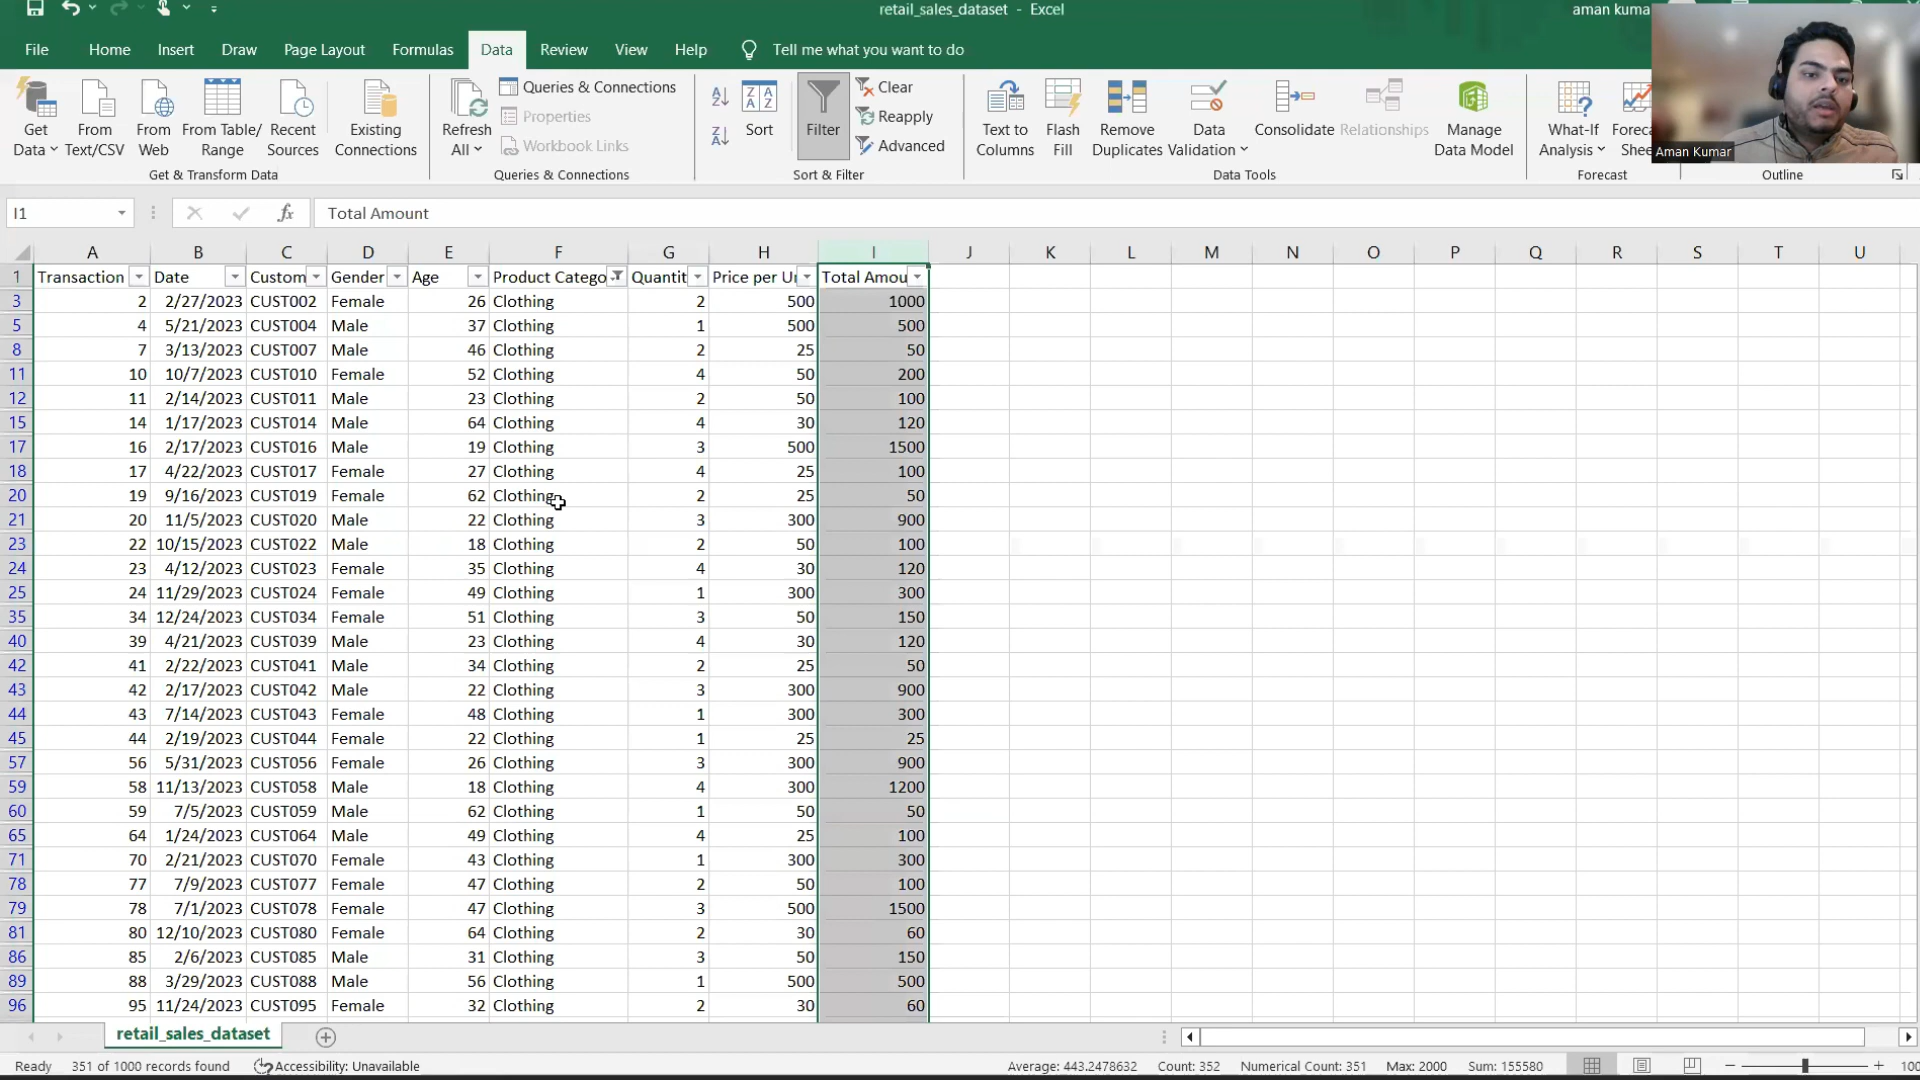 retail_sales_dataset - Excel
aman kuma
File Home Insert Draw Page Layout Formulas Data Review View Help Tell me what you want to do
Get Data
From Text/CSV
From Web
From Table/ Range
Recent Sources
Existing Connections
Get & Transform Data
Refresh All
Queries & Connections
Properties
Workbook Links
Queries & Connections
Sort
Filter
Clear
Reapply
Advanced
Sort & Filter
Text to Columns
Flash Fill
Remove Duplicates
Data Validation
Consolidate
Relationships
Manage Data Model
Data Tools
What-If Analysis
Foreca Shee
Forecast
Outline
Aman Kumar
I1 fx Total Amount
A B C D E F G H I J K L M N O P Q R S T U
1 Transaction Date Custom Gender Age Product Catego Quantit Price per U Total Amou
3 2 2/27/2023 CUST002 Female 26 Clothing 2 500 1000
5 4 5/21/2023 CUST004 Male 37 Clothing 1 500 500
8 7 3/13/2023 CUST007 Male 46 Clothing 2 25 50
11 10 10/7/2023 CUST010 Female 52 Clothing 4 50 200
12 11 2/14/2023 CUST011 Male 23 Clothing 2 50 100
15 14 1/17/2023 CUST014 Male 64 Clothing 4 30 120
17 16 2/17/2023 CUST016 Male 19 Clothing 3 500 1500
18 17 4/22/2023 CUST017 Female 27 Clothing 4 25 100
20 19 9/16/2023 CUST019 Female 62 Clothing 2 25 50
21 20 11/5/2023 CUST020 Male 22 Clothing 3 300 900
23 22 10/15/2023 CUST022 Male 18 Clothing 2 50 100
24 23 4/12/2023 CUST023 Female 35 Clothing 4 30 120
25 24 11/29/2023 CUST024 Female 49 Clothing 1 300 300
35 34 12/24/2023 CUST034 Female 51 Clothing 3 50 150
40 39 4/21/2023 CUST039 Male 23 Clothing 4 30 120
42 41 2/22/2023 CUST041 Male 34 Clothing 2 25 50
43 42 2/17/2023 CUST042 Male 22 Clothing 3 300 900
44 43 7/14/2023 CUST043 Female 48 Clothing 1 300 300
45 44 2/19/2023 CUST044 Female 22 Clothing 1 25 25
57 56 5/31/2023 CUST056 Female 26 Clothing 3 300 900
59 58 11/13/2023 CUST058 Male 18 Clothing 4 300 1200
60 59 7/5/2023 CUST059 Male 62 Clothing 1 50 50
65 64 1/24/2023 CUST064 Male 49 Clothing 4 25 100
71 70 2/21/2023 CUST070 Female 43 Clothing 1 300 300
78 77 7/9/2023 CUST077 Female 47 Clothing 2 50 100
79 78 7/1/2023 CUST078 Female 47 Clothing 3 500 1500
81 80 12/10/2023 CUST080 Female 64 Clothing 2 30 60
86 85 2/6/2023 CUST085 Male 31 Clothing 3 50 150
89 88 3/29/2023 CUST088 Male 56 Clothing 1 500 500
96 95 11/24/2023 CUST095 Female 32 Clothing 2 30 60
retail_sales_dataset
Ready 351 of 1000 records found Accessibility: Unavailable Average: 443.2478632 Count: 352 Numerical Count: 351 Max: 2000 Sum: 155580 100